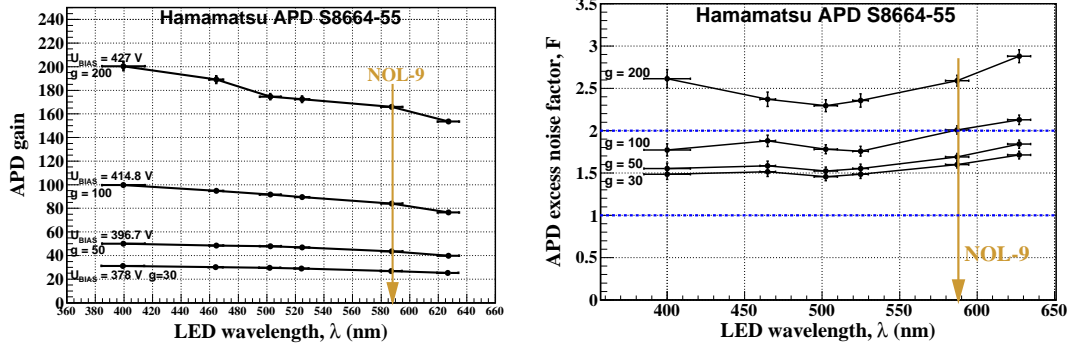 Hamamatsu APD S8664-55
APD gain
240
220
200
180
160
140
120
100
80
60
40
20
0
U_BIAS = 427 V
g = 200
U_BIAS = 414.8 V
g = 100
U_BIAS = 396.7 V
g = 50
U_BIAS = 378 V g=30
NOL-9
360 380 400 420 440 460 480 500 520 540 560 580 600 620 640 660
LED wavelength, λ (nm)
Hamamatsu APD S8664-55
APD excess noise factor, F
3.5
3
2.5
2
1.5
1
0.5
0
g = 200
g = 100
g = 50
g = 30
NOL-9
400 450 500 550 600 650
LED wavelength, λ (nm)